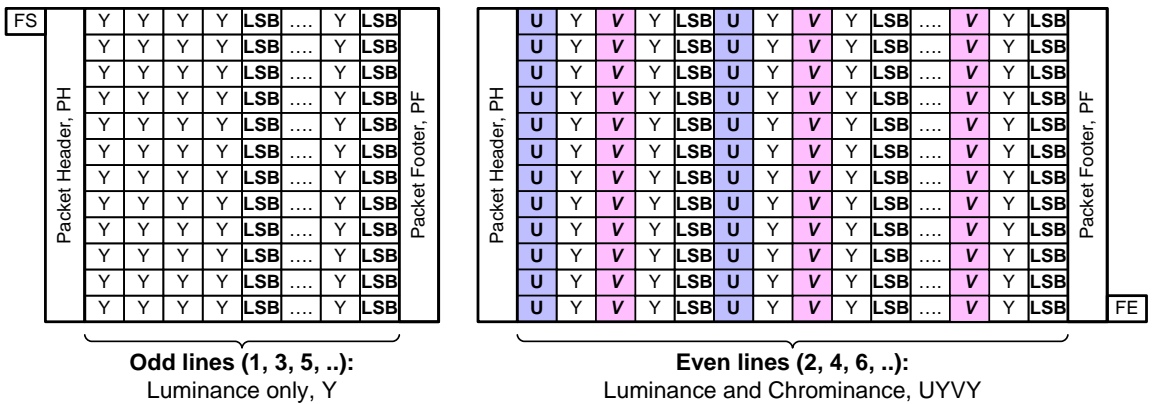 FS
Packet Header, PH
Y Y Y Y LSB .... Y LSB
Y Y Y Y LSB .... Y LSB
Y Y Y Y LSB .... Y LSB
Y Y Y Y LSB .... Y LSB
Y Y Y Y LSB .... Y LSB
Y Y Y Y LSB .... Y LSB
Y Y Y Y LSB .... Y LSB
Y Y Y Y LSB .... Y LSB
Y Y Y Y LSB .... Y LSB
Y Y Y Y LSB .... Y LSB
Y Y Y Y LSB .... Y LSB
Y Y Y Y LSB .... Y LSB
Packet Footer, PF
Odd lines (1, 3, 5, ..):
Luminance only, Y
Packet Header, PH
U Y V Y LSB U Y V Y LSB .... V Y LSB
U Y V Y LSB U Y V Y LSB .... V Y LSB
U Y V Y LSB U Y V Y LSB .... V Y LSB
U Y V Y LSB U Y V Y LSB .... V Y LSB
U Y V Y LSB U Y V Y LSB .... V Y LSB
U Y V Y LSB U Y V Y LSB .... V Y LSB
U Y V Y LSB U Y V Y LSB .... V Y LSB
U Y V Y LSB U Y V Y LSB .... V Y LSB
U Y V Y LSB U Y V Y LSB .... V Y LSB
U Y V Y LSB U Y V Y LSB .... V Y LSB
U Y V Y LSB U Y V Y LSB .... V Y LSB
U Y V Y LSB U Y V Y LSB .... V Y LSB
Packet Footer, PF
FE
Even lines (2, 4, 6, ..):
Luminance and Chrominance, UYVY